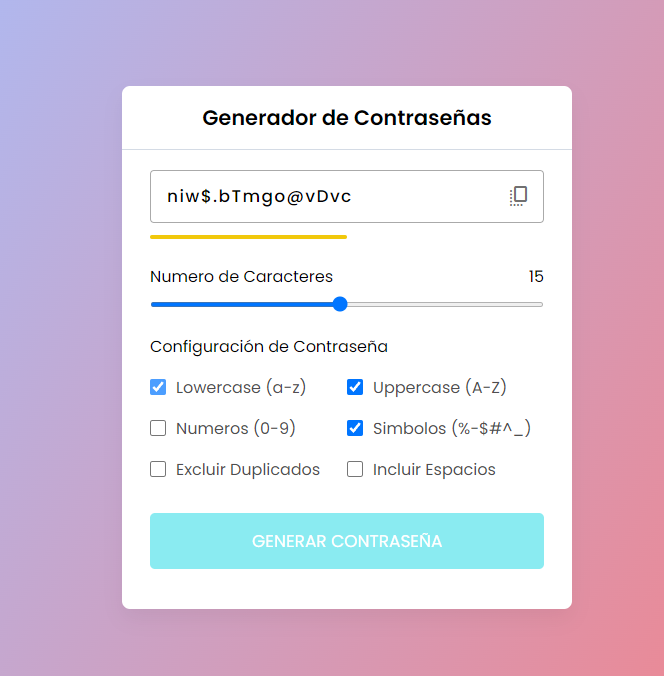 Generador de Contraseñas
niw$.bTmgo@vDvc
Numero de Caracteres 15
Configuración de Contraseña
Lowercase (a-z) Uppercase (A-Z)
Numeros (0-9) Simbolos (%-$#^_)
Excluir Duplicados Incluir Espacios
GENERAR CONTRASEÑA